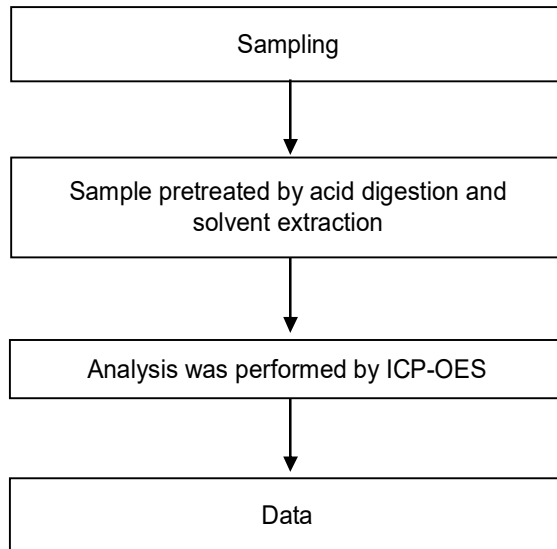 Sampling
Sample pretreated by acid digestion and
solvent extraction
Analysis was performed by ICP-OES
Data